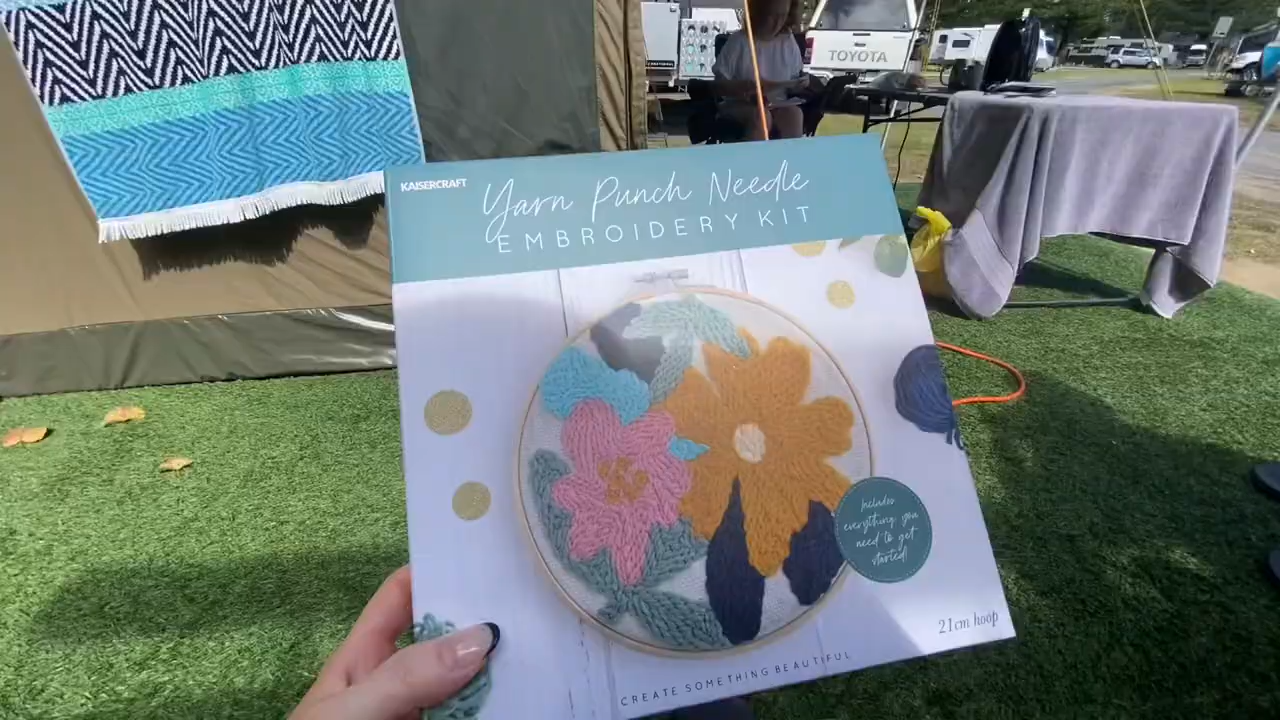 TOYOTA
KAISERCRAFT
Yarn Punch Needle
EMBROIDERY KIT
Includes
everything you
need to get
started!
21cm hoop
CREATE SOMETHING BEAUTIFUL